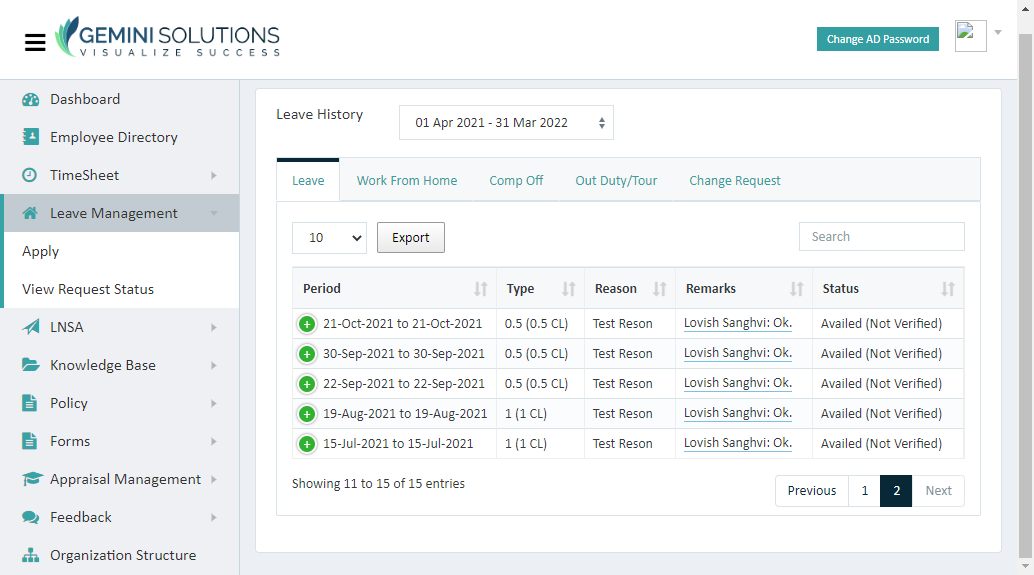 GEMINI SOLUTIONS
VISUALIZE SUCCESS
Change AD Password
Dashboard
Employee Directory
TimeSheet
Leave Management
Apply
View Request Status
LNSA
Knowledge Base
Policy
Forms
Appraisal Management
Feedback
Organization Structure
Leave History
01 Apr 2021 - 31 Mar 2022
Leave Work From Home Comp Off Out Duty/Tour Change Request
10 Export Search
Period Type Reason Remarks Status
21-Oct-2021 to 21-Oct-2021 0.5 (0.5 CL) Test Reson Lovish Sanghvi: Ok. Availed (Not Verified)
30-Sep-2021 to 30-Sep-2021 0.5 (0.5 CL) Test Reson Lovish Sanghvi: Ok. Availed (Not Verified)
22-Sep-2021 to 22-Sep-2021 0.5 (0.5 CL) Test Reson Lovish Sanghvi: Ok. Availed (Not Verified)
19-Aug-2021 to 19-Aug-2021 1 (1 CL) Test Reson Lovish Sanghvi: Ok. Availed (Not Verified)
15-Jul-2021 to 15-Jul-2021 1 (1 CL) Test Reson Lovish Sanghvi: Ok. Availed (Not Verified)
Showing 11 to 15 of 15 entries
Previous 1 2 Next